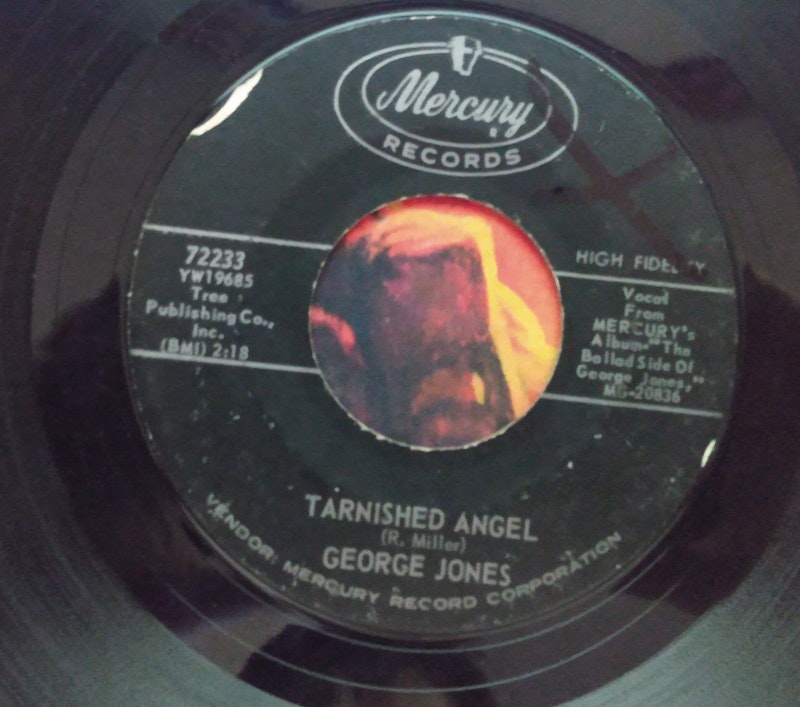 Mercury
R
RECORDS
72233
YW19685
Tree
Publishing Co.,
Inc.
(BMI) 2:18
HIGH FIDELITY
Vocal
From
MERCURY's
Album "The
Ballad Side Of
George Jones,"
MG-20836
TARNISHED ANGEL
(R. Miller)
GEORGE JONES
VENDOR: MERCURY RECORD CORPORATION